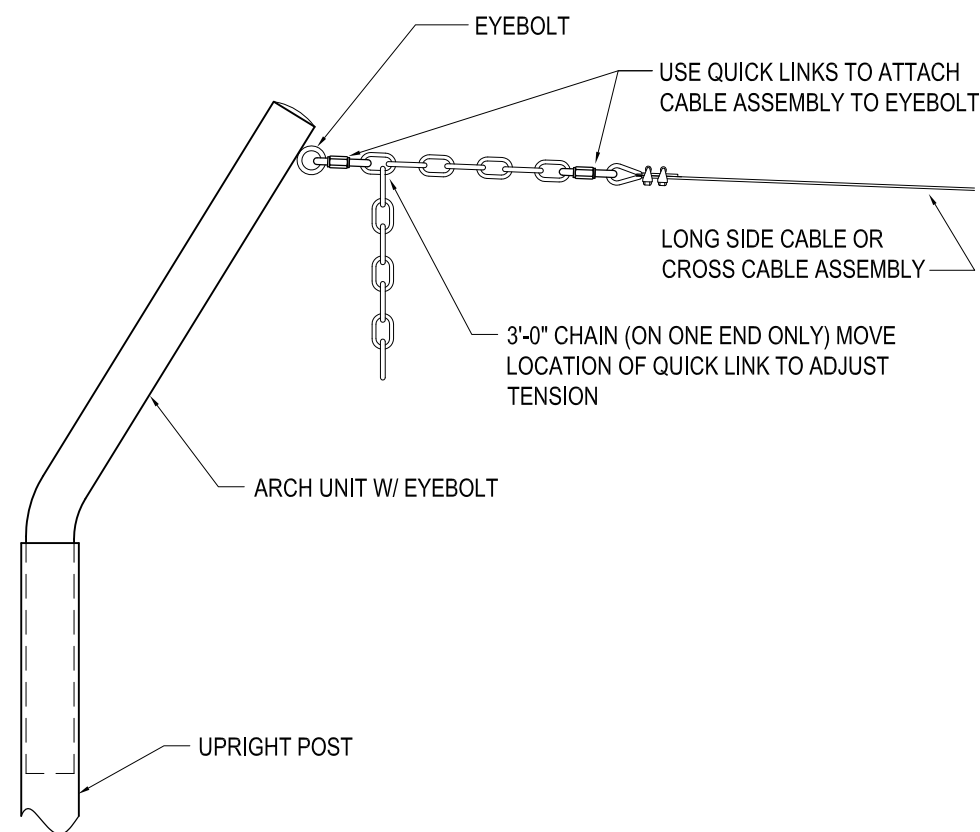 EYEBOLT
USE QUICK LINKS TO ATTACH
CABLE ASSEMBLY TO EYEBOLT
LONG SIDE CABLE OR
CROSS CABLE ASSEMBLY
3'-0" CHAIN (ON ONE END ONLY) MOVE
LOCATION OF QUICK LINK TO ADJUST
TENSION
ARCH UNIT W/ EYEBOLT
UPRIGHT POST